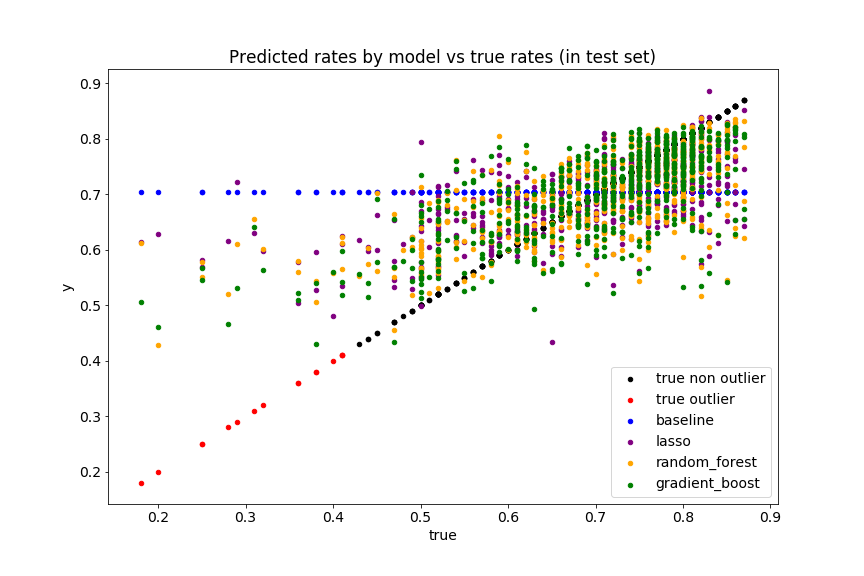 Predicted rates by model vs true rates (in test set)
0.9
0.8
0.7
0.6
0.5
0.4
0.3
0.2
y
true non outlier
true outlier
baseline
lasso
random_forest
gradient_boost
0.2 0.3 0.4 0.5 0.6 0.7 0.8 0.9
true